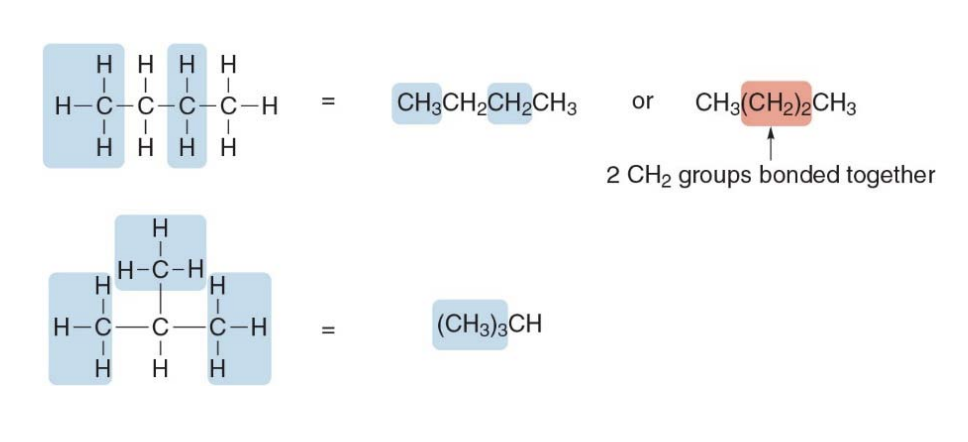 H H H H
H–C–C–C–C–H = CH₃CH₂CH₂CH₃ or CH₃(CH₂)₂CH₃
H H H H
2 CH₂ groups bonded together
H
H–C–H
H H
H–C–C–C–H = (CH₃)₃CH
H H H